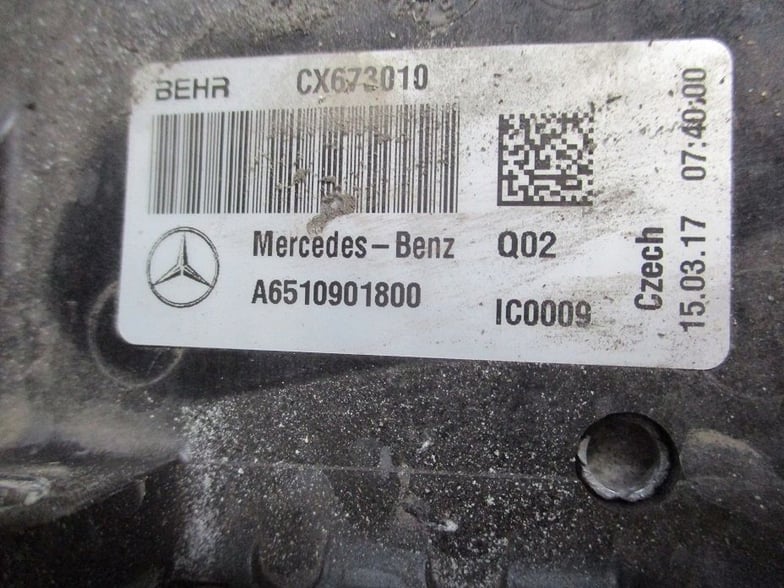 BEHR CX673010
Mercedes-Benz Q02
A6510901800 IC0009
Czech
15.03.17 07:40:00